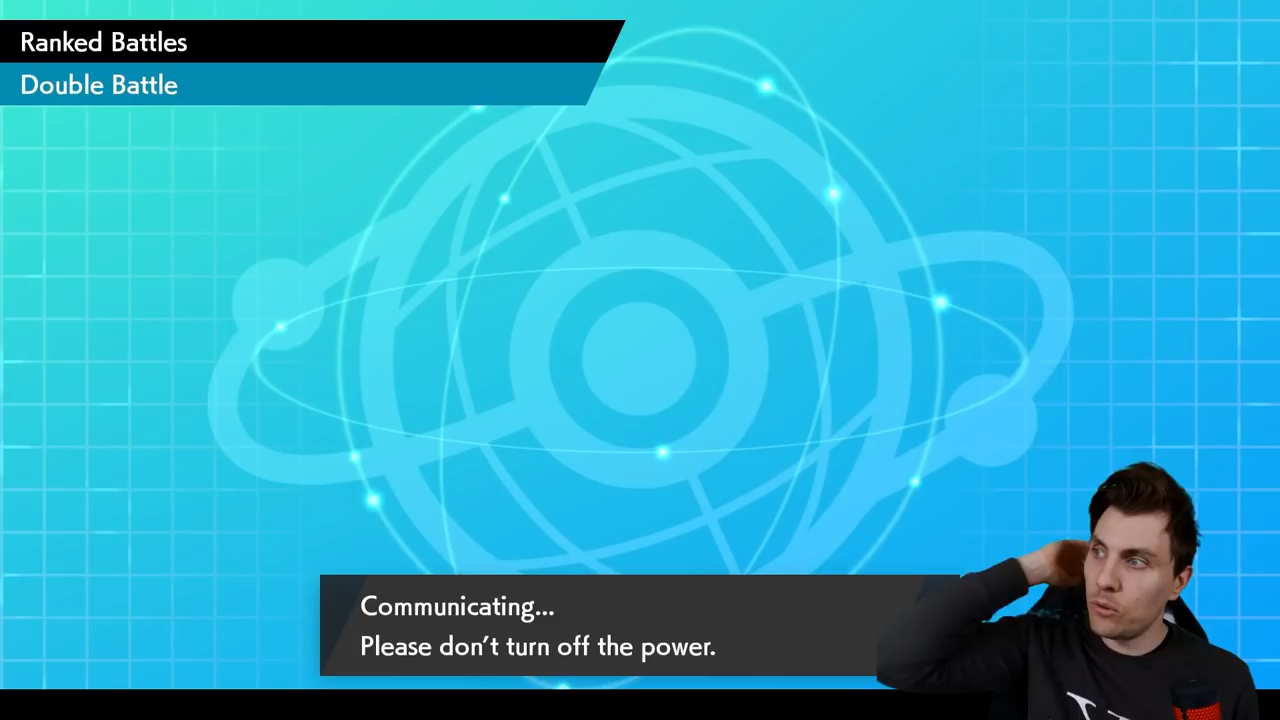 Ranked Battles
Double Battle
Communicating...
Please don't turn off the power.